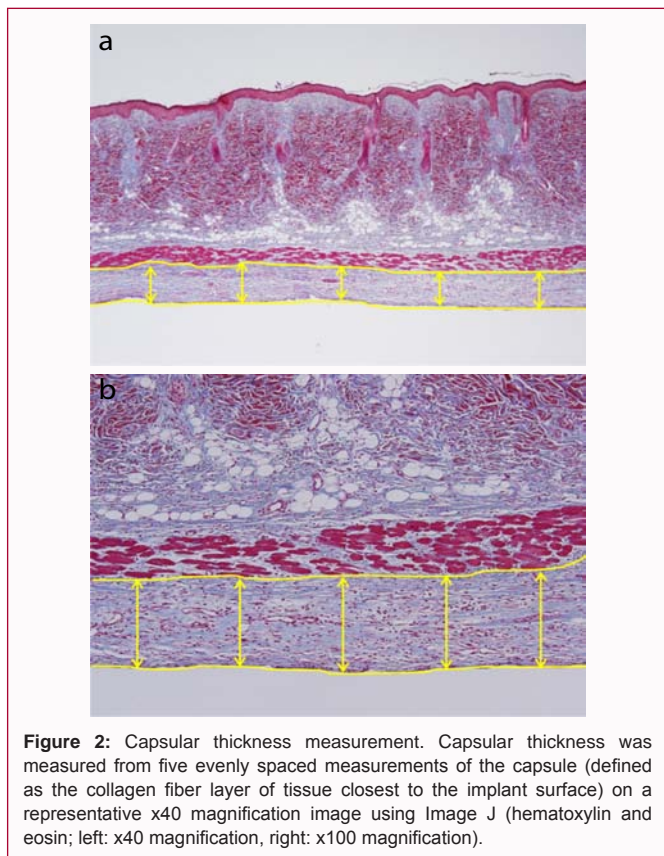 a
b
Figure 2: Capsular thickness measurement. Capsular thickness was
measured from five evenly spaced measurements of the capsule (defined
as the collagen fiber layer of tissue closest to the implant surface) on a
representative x40 magnification image using Image J (hematoxylin and
eosin; left: x40 magnification, right: x100 magnification).